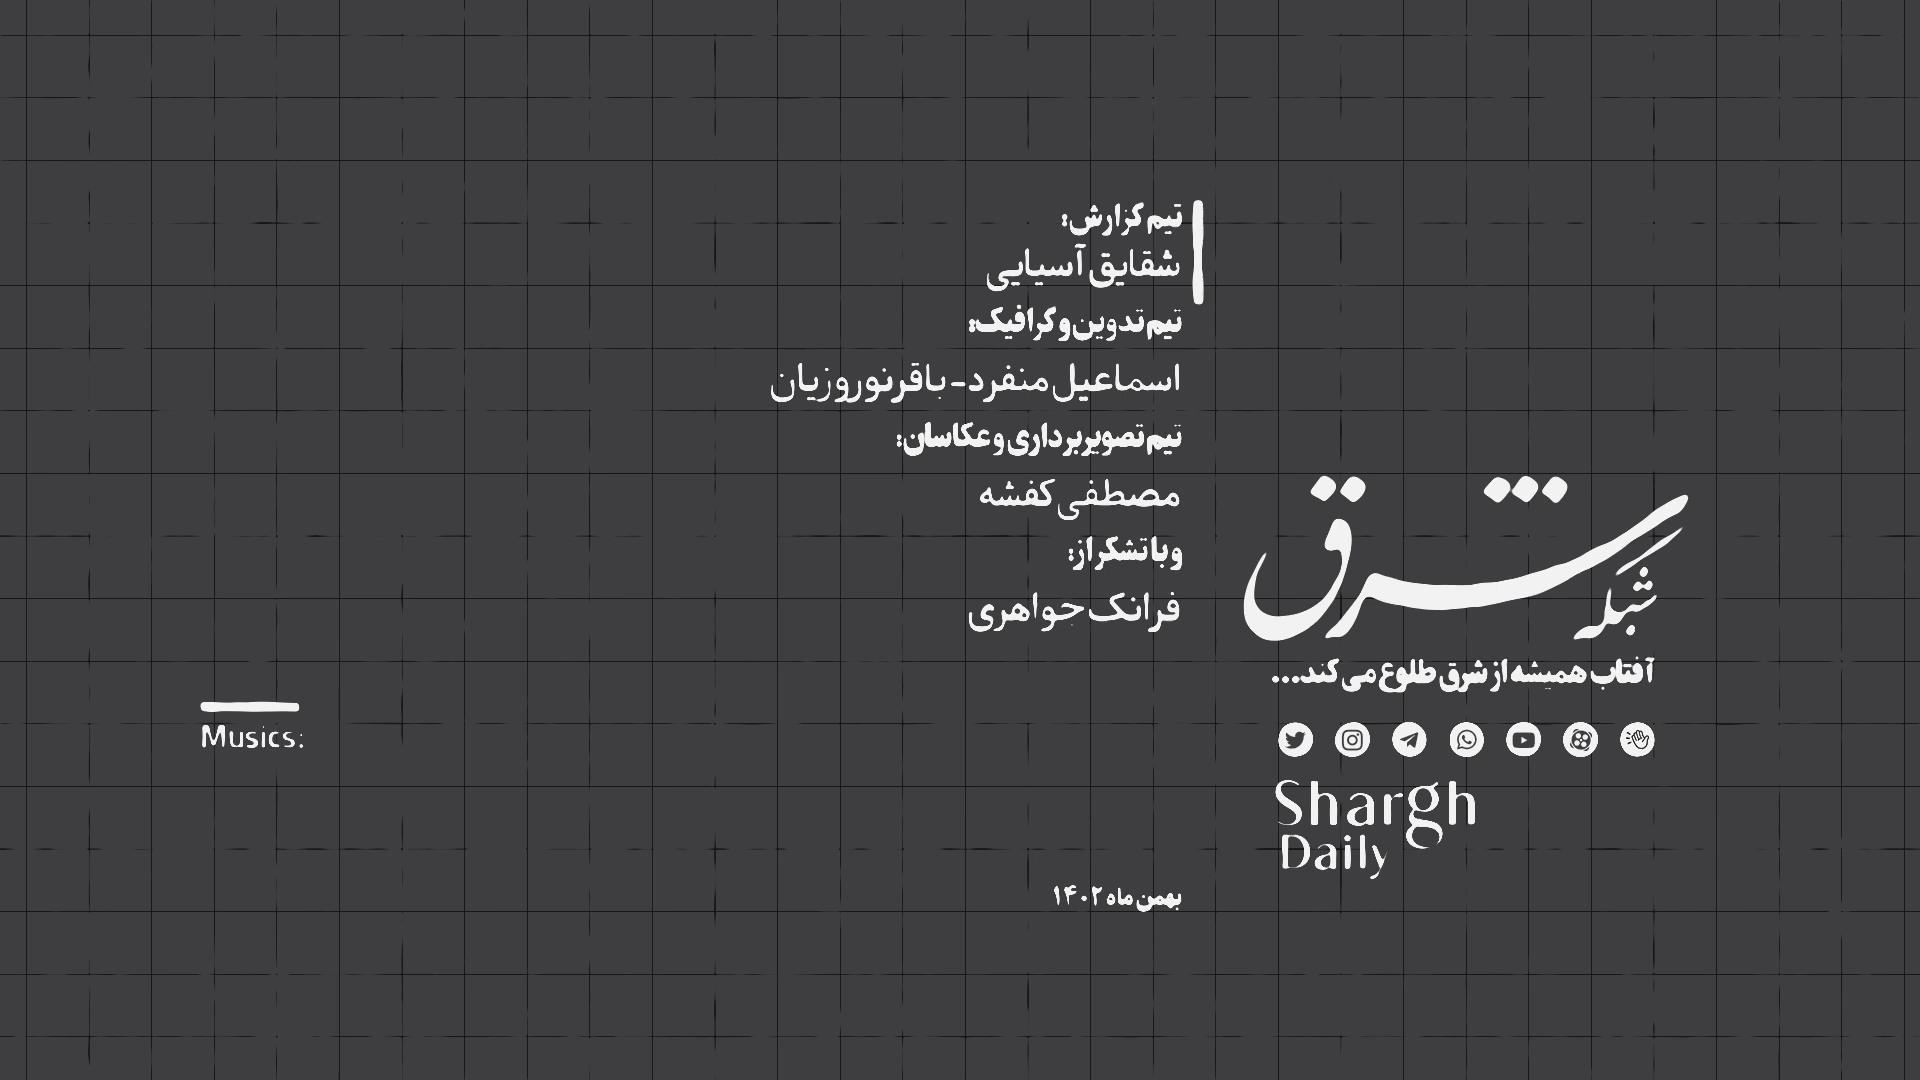 تیم گزارش:
شقایق آسیایی
تیم تدوین و گرافیک:
اسماعیل منفرد - باقر نوروزیان
تیم تصویربرداری و عکاسان:
مصطفی کفشه
و با تشکر از:
فرانک جواهری
بهمن ماه ۱۴۰۲
شبکه شرق
آفتاب همیشه از شرق طلوع می کند...
Shargh
Daily
Musics: